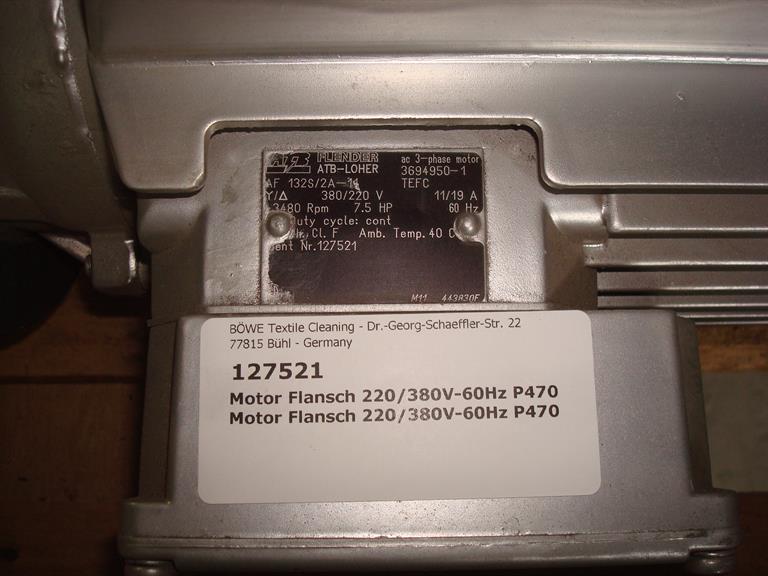 ATB FLENDER ac 3-phase motor
ATB-LOHER 3694950-1
AF 132S/2A-11 TEFC
Y/Δ 380/220 V 11/19 A
3480 Rpm 7.5 HP 60 Hz
Duty cycle: cont
Cl. F Amb. Temp. 40 C
Nr. 127521
M11 443830F
BÖWE Textile Cleaning - Dr.-Georg-Schaeffler-Str. 22
77815 Bühl - Germany
127521
Motor Flansch 220/380V-60Hz P470
Motor Flansch 220/380V-60Hz P470